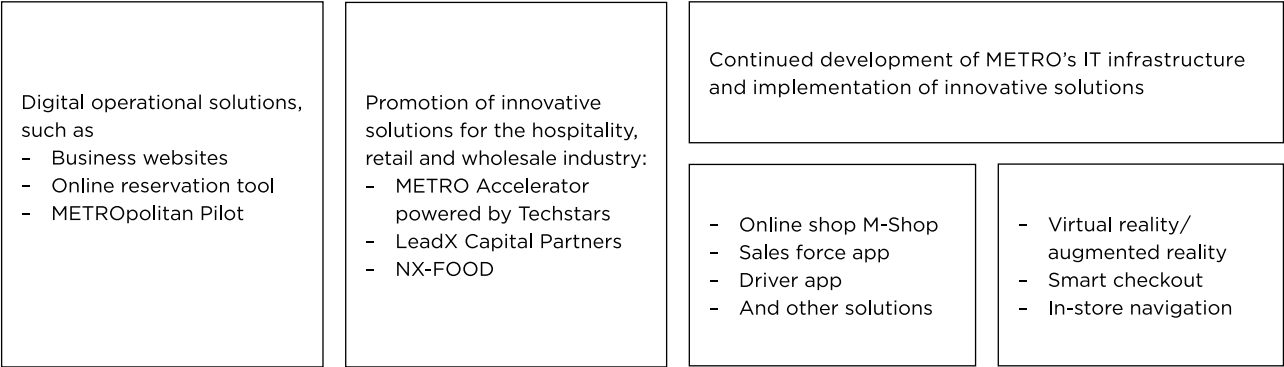 Digital operational solutions,
such as
– Business websites
– Online reservation tool
– METROpolitan Pilot
Promotion of innovative
solutions for the hospitality,
retail and wholesale industry:
– METRO Accelerator
powered by Techstars
– LeadX Capital Partners
– NX-FOOD
Continued development of METRO’s IT infrastructure
and implementation of innovative solutions
– Online shop M-Shop
– Sales force app
– Driver app
– And other solutions
– Virtual reality/
augmented reality
– Smart checkout
– In-store navigation